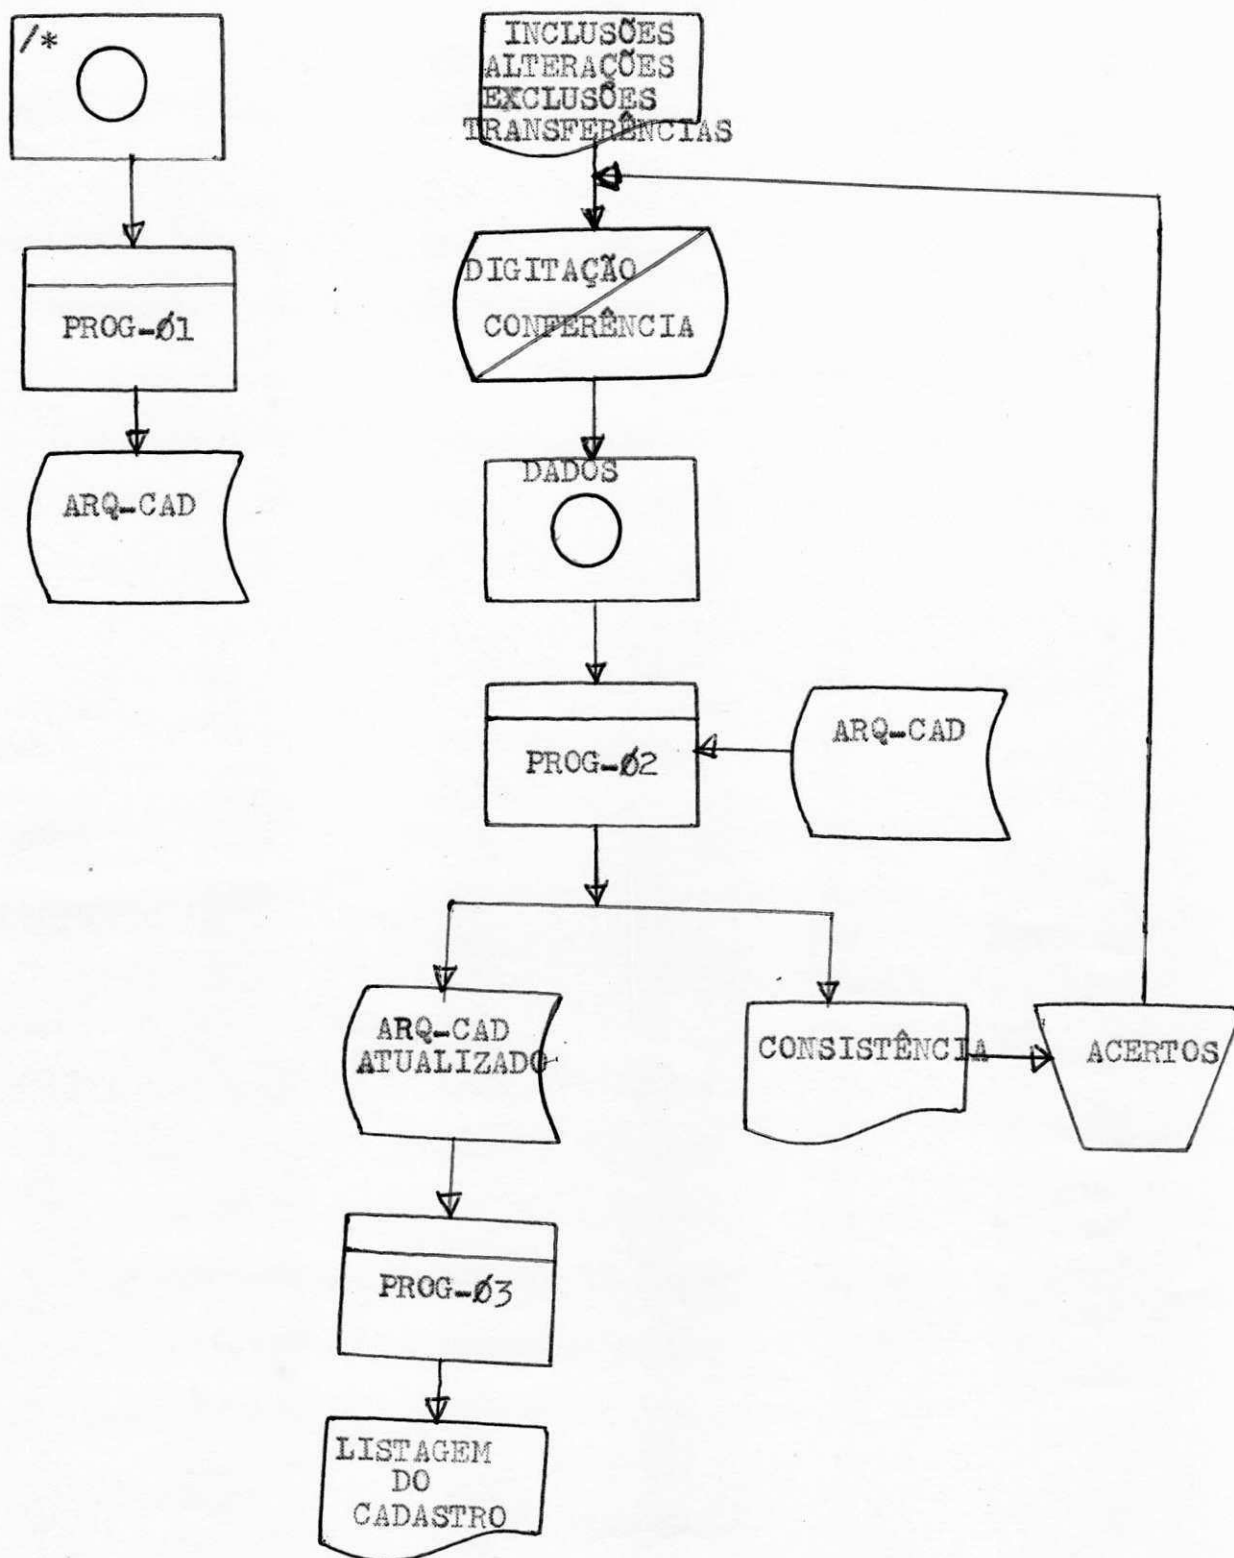 /*
PROG-Ø1
ARQ-CAD
INCLUSÕES
ALTERAÇÕES
EXCLUSÕES
TRANSFERÊNCIAS
DIGITAÇÃO
CONFERÊNCIA
DADOS
PROG-Ø2
ARQ-CAD
ARQ-CAD
ATUALIZADO
CONSISTÊNCIA
ACERTOS
PROG-Ø3
LISTAGEM
DO
CADASTRO